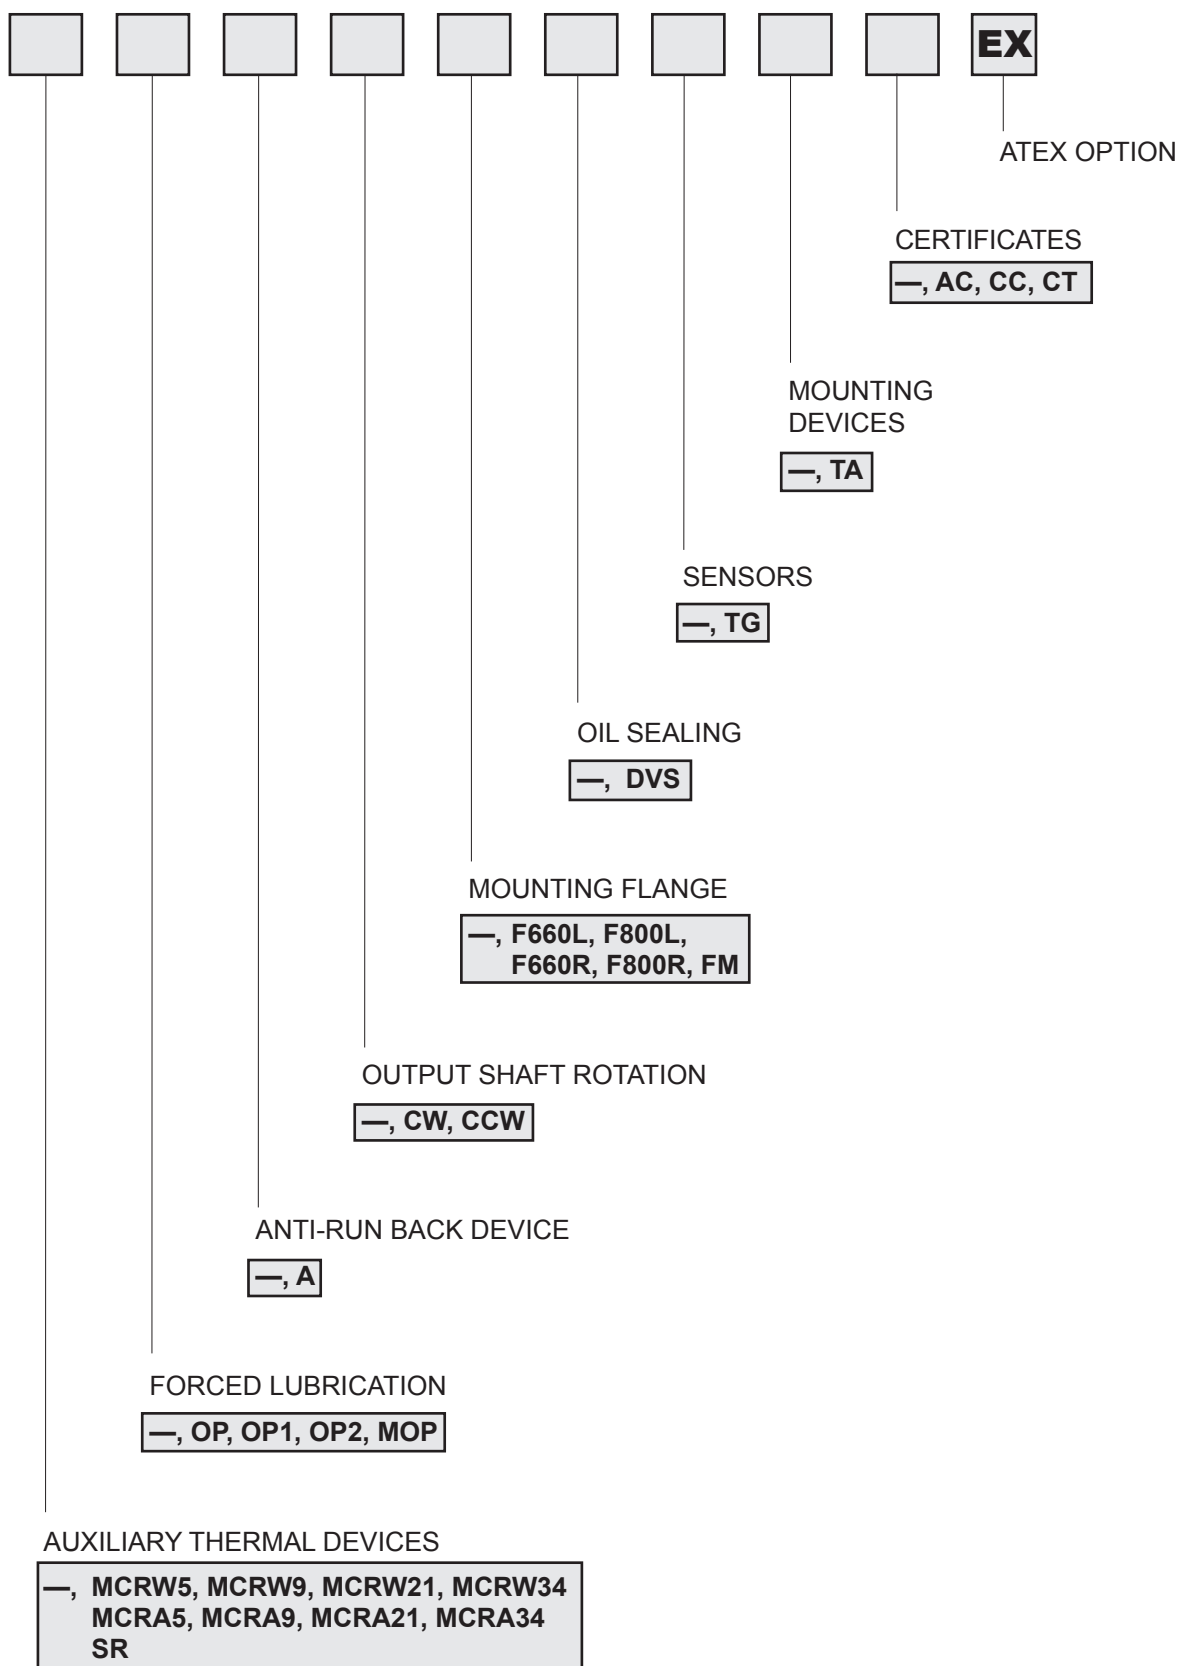 EX
ATEX OPTION
CERTIFICATES
—, AC, CC, CT
MOUNTING
DEVICES
—, TA
SENSORS
—, TG
OIL SEALING
—, DVS
MOUNTING FLANGE
—, F660L, F800L,
F660R, F800R, FM
OUTPUT SHAFT ROTATION
—, CW, CCW
ANTI-RUN BACK DEVICE
—, A
FORCED LUBRICATION
—, OP, OP1, OP2, MOP
AUXILIARY THERMAL DEVICES
—, MCRW5, MCRW9, MCRW21, MCRW34
MCRA5, MCRA9, MCRA21, MCRA34
SR